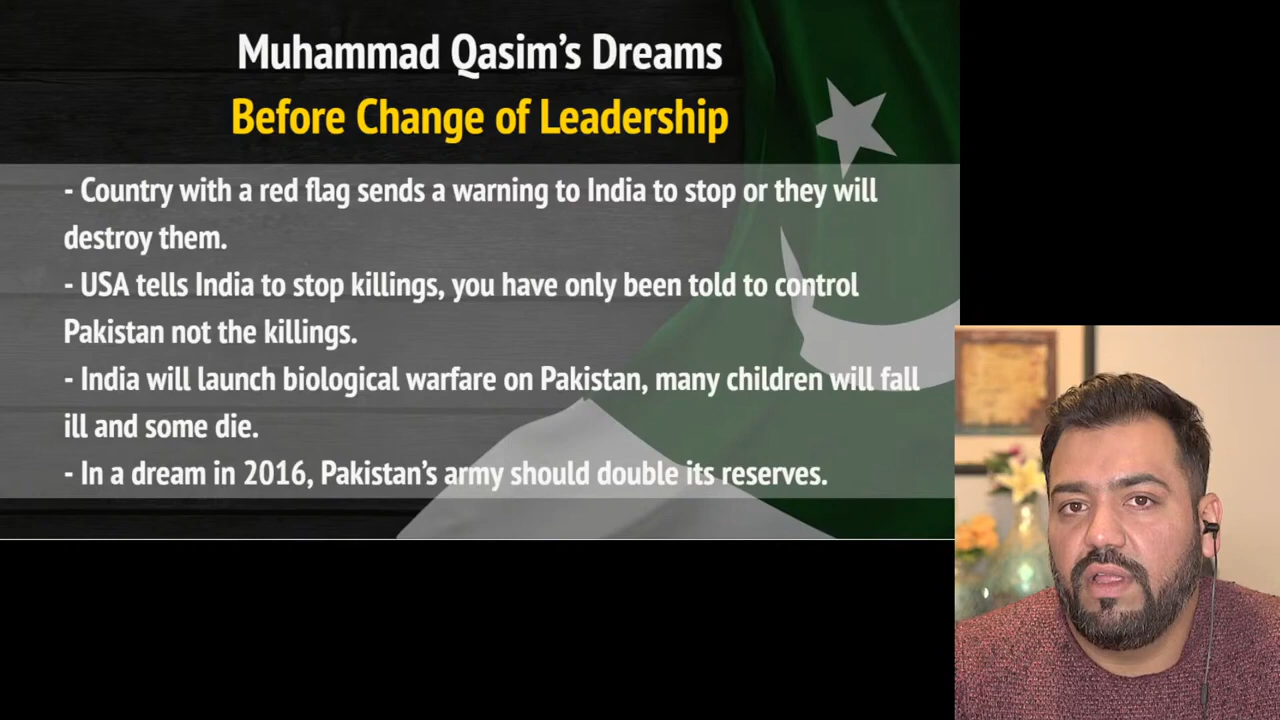 Muhammad Qasim's Dreams
Before Change of Leadership
- Country with a red flag sends a warning to India to stop or they will
destroy them.
- USA tells India to stop killings, you have only been told to control
Pakistan not the killings.
- India will launch biological warfare on Pakistan, many children will fall
ill and some die.
- In a dream in 2016, Pakistan's army should double its reserves.